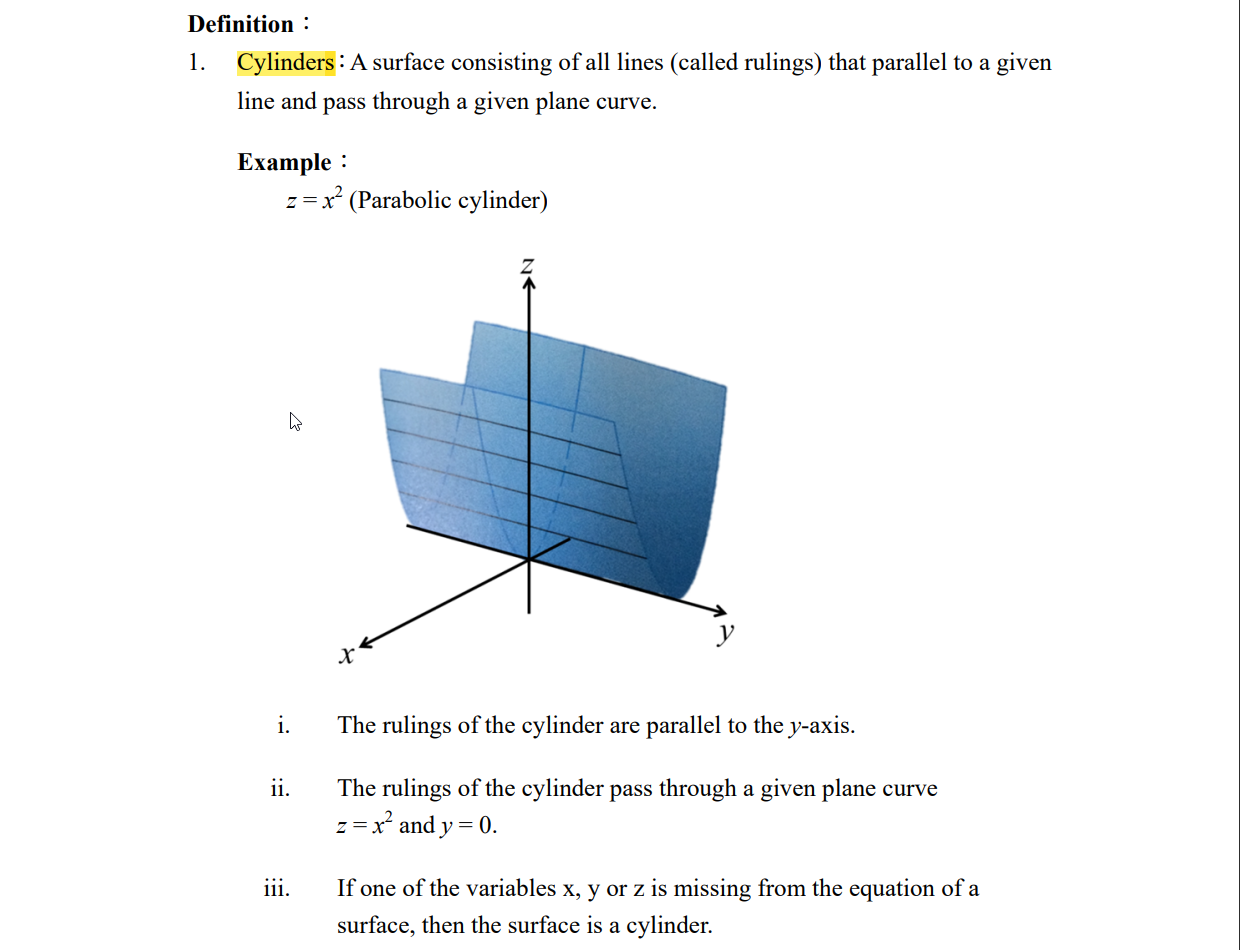 Definition：
1. Cylinders：A surface consisting of all lines (called rulings) that parallel to a given
line and pass through a given plane curve.
Example：
z = x² (Parabolic cylinder)
z
x
y
i. The rulings of the cylinder are parallel to the y-axis.
ii. The rulings of the cylinder pass through a given plane curve
z = x² and y = 0.
iii. If one of the variables x, y or z is missing from the equation of a
surface, then the surface is a cylinder.